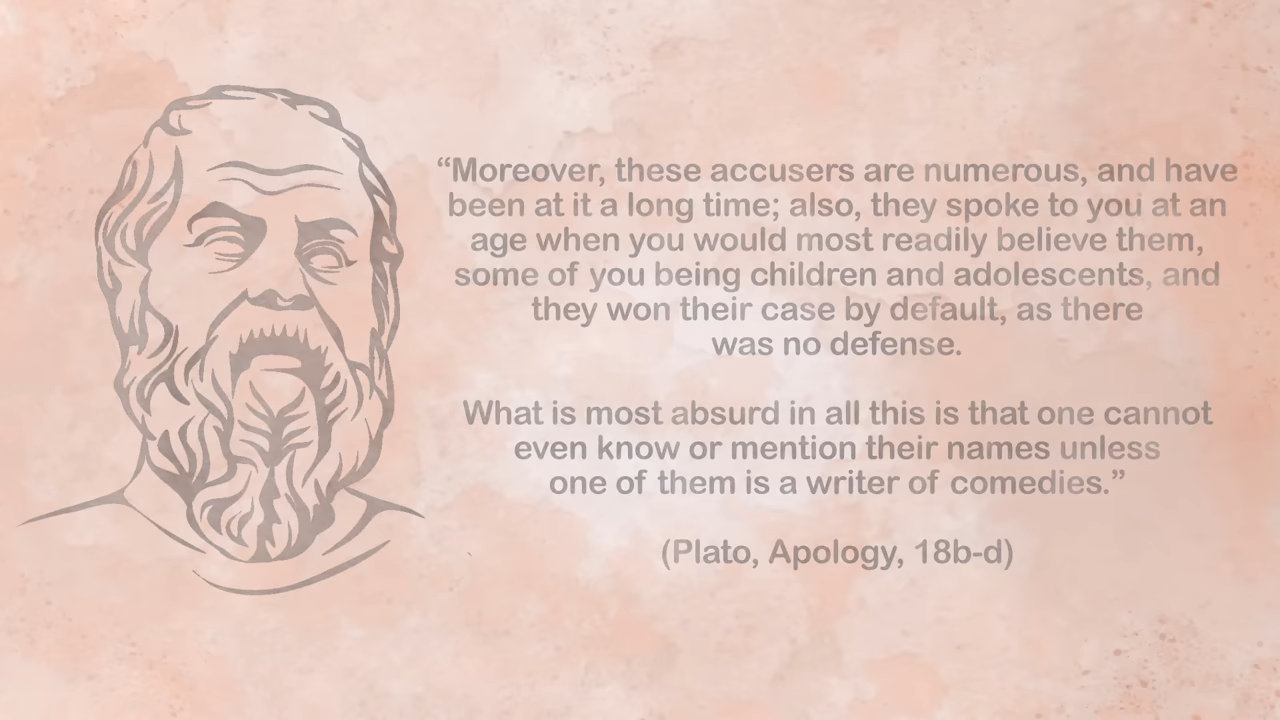 “Moreover, these accusers are numerous, and have
been at it a long time; also, they spoke to you at an
age when you would most readily believe them,
some of you being children and adolescents, and
they won their case by default, as there
was no defense.
What is most absurd in all this is that one cannot
even know or mention their names unless
one of them is a writer of comedies.”
(Plato, Apology, 18b-d)